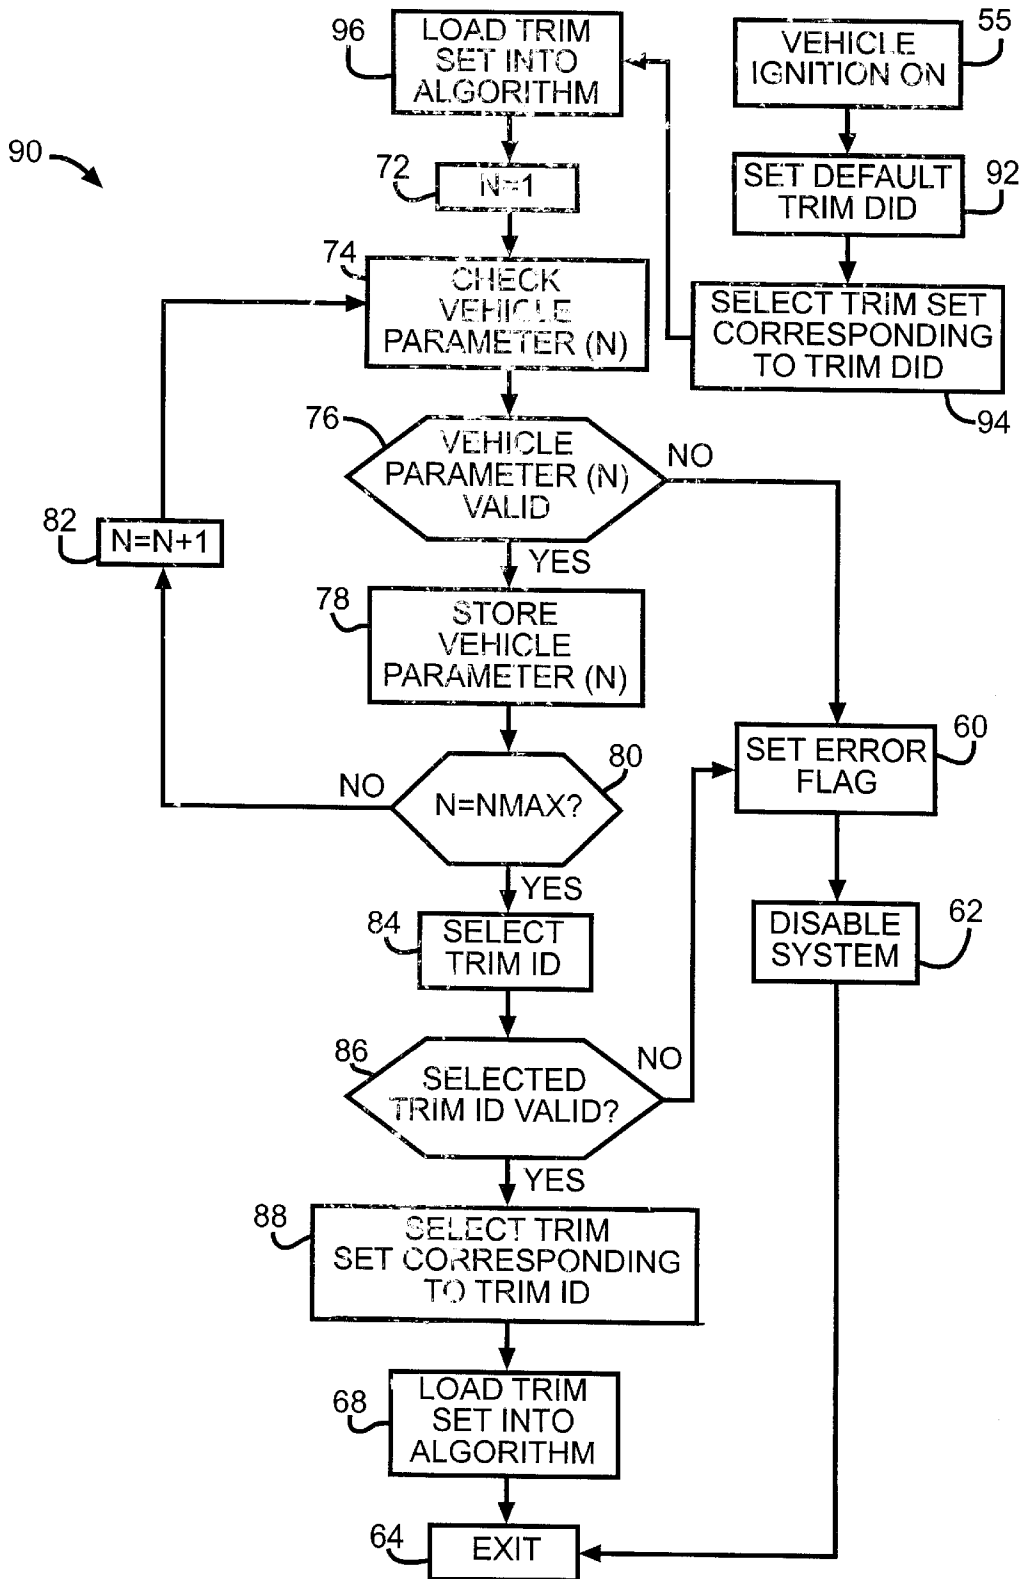 96
LOAD TRIM
SET INTO
ALGORITHM
55
VEHICLE
IGNITION ON
90
72
N=1
92
SET DEFAULT
TRIM DID
74
CHECK
VEHICLE
PARAMETER (N)
SELECT TRIM SET
CORRESPONDING
TO TRIM DID
94
76
VEHICLE
PARAMETER (N)
VALID
NO
YES
82
N=N+1
78
STORE
VEHICLE
PARAMETER (N)
80
N=NMAX?
NO
YES
60
SET ERROR
FLAG
84
SELECT
TRIM ID
62
DISABLE
SYSTEM
86
SELECTED
TRIM ID VALID?
NO
YES
88
SELECT TRIM
SET CORRESPONDING
TO TRIM ID
68
LOAD TRIM
SET INTO
ALGORITHM
64
EXIT